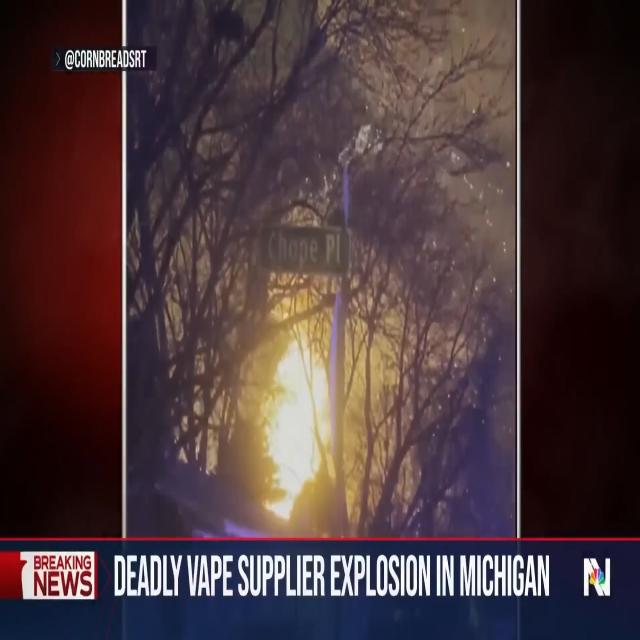 @CORNBREADSRT
Chope Pl
BREAKING
NEWS
DEADLY VAPE SUPPLIER EXPLOSION IN MICHIGAN
N